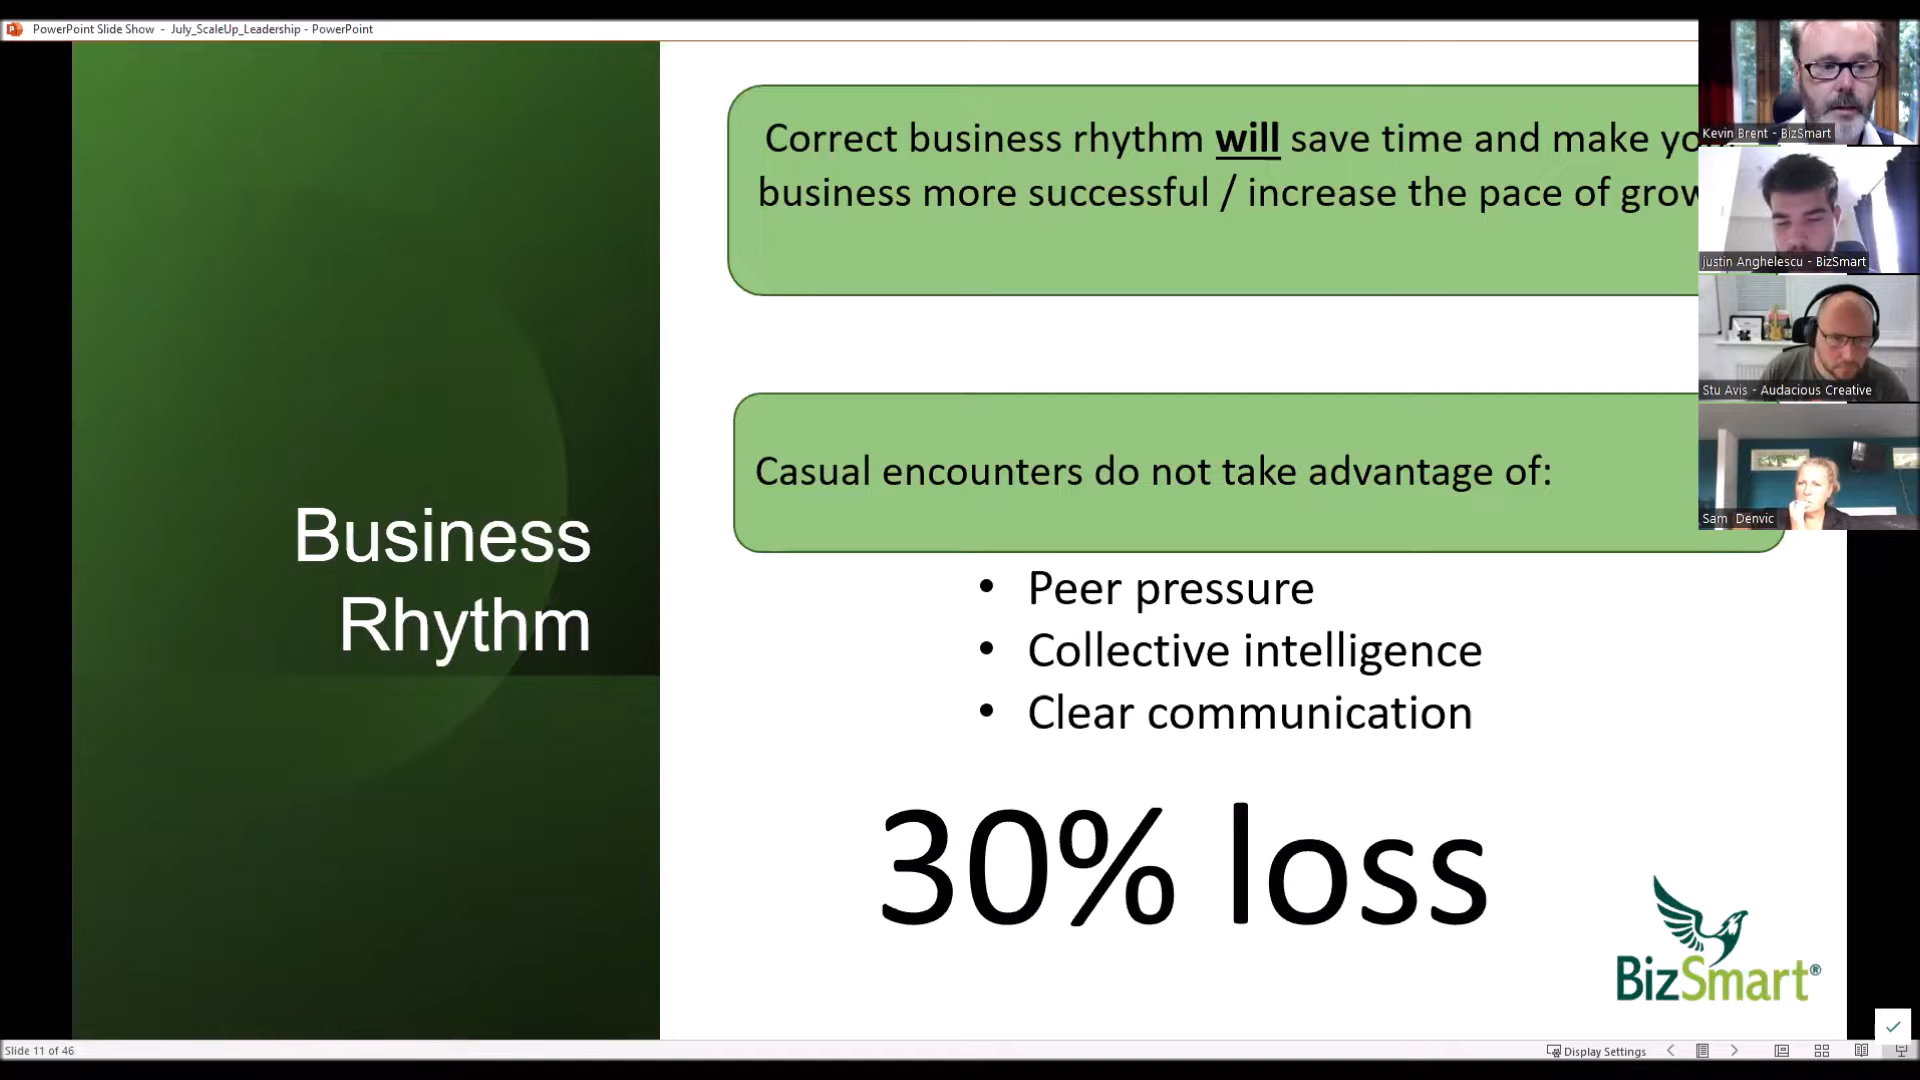 PowerPoint Slide Show - July_ScaleUp_Leadership - PowerPoint
Correct business rhythm will save time and make
business more successful / increase the pace of
Casual encounters do not take advantage of:
• Peer pressure
• Collective intelligence
• Clear communication
30% loss
Business
Rhythm
BizSmart®
Kevin Brent - BizSmart
justin Anghelescu - BizSmart
Stu Avis - Audacious Creative
Sam Denvic
Slide 11 of 46
Display Settings